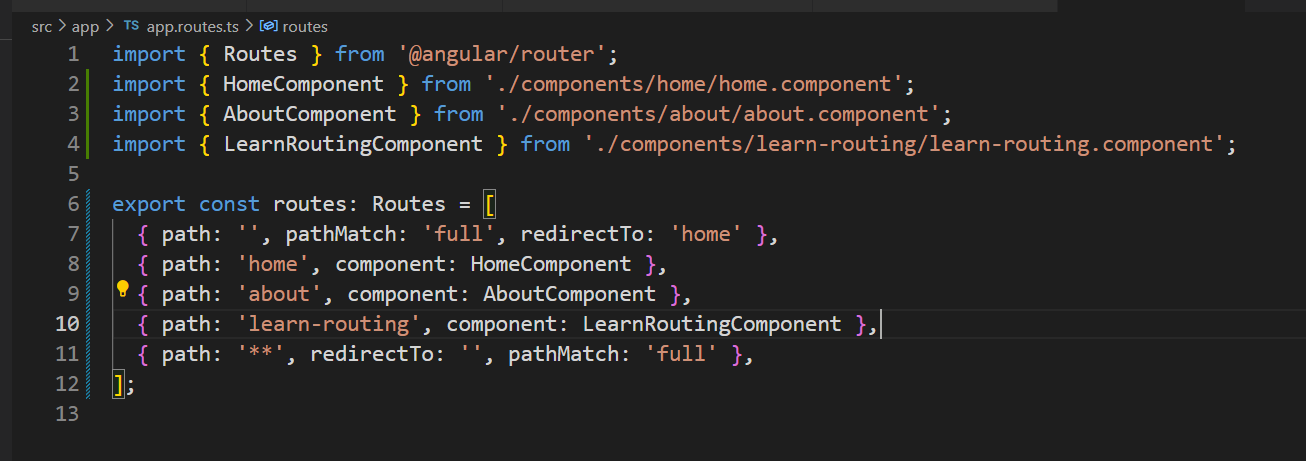 src > app > TS app.routes.ts > routes
1 import { Routes } from '@angular/router';
2 import { HomeComponent } from './components/home/home.component';
3 import { AboutComponent } from './components/about/about.component';
4 import { LearnRoutingComponent } from './components/learn-routing/learn-routing.component';
5
6 export const routes: Routes = [
7   { path: '', pathMatch: 'full', redirectTo: 'home' },
8   { path: 'home', component: HomeComponent },
9   { path: 'about', component: AboutComponent },
10   { path: 'learn-routing', component: LearnRoutingComponent },
11   { path: '**', redirectTo: '', pathMatch: 'full' },
12 ];
13